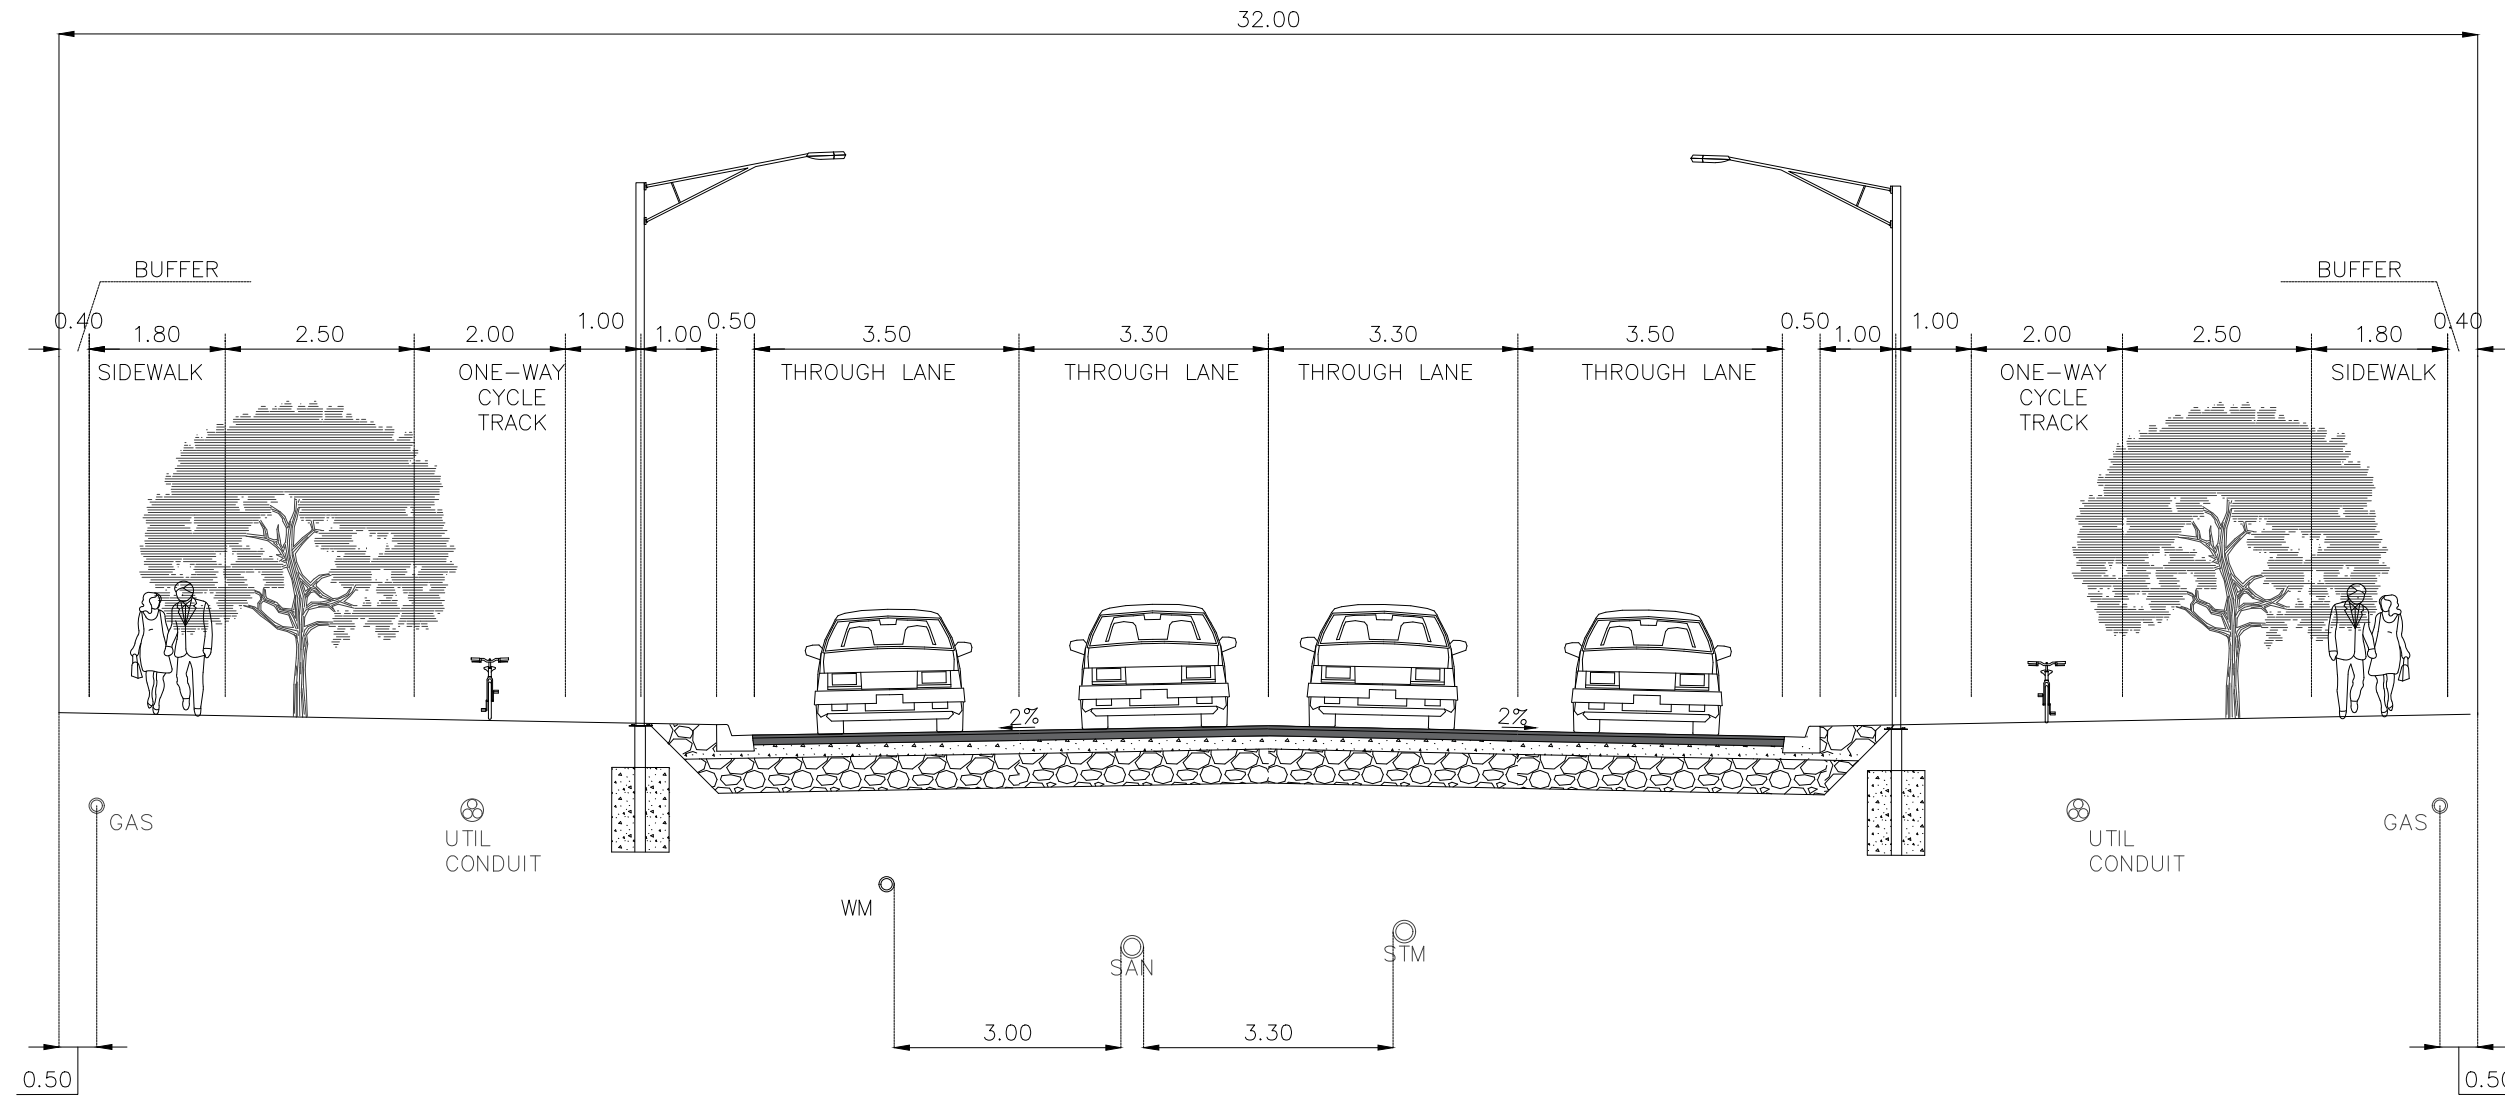 32.00
BUFFER
BUFFER
0.40
1.80
2.50
2.00
1.00
1.00
0.50
3.50
3.30
3.30
3.50
0.50
1.00
1.00
2.00
2.50
1.80
0.40
SIDEWALK
ONE-WAY
CYCLE
TRACK
THROUGH LANE
THROUGH LANE
THROUGH LANE
THROUGH LANE
ONE-WAY
CYCLE
TRACK
SIDEWALK
2%
2%
GAS
UTIL
CONDUIT
WM
SAN
STM
UTIL
CONDUIT
GAS
3.00
3.30
0.50
0.50